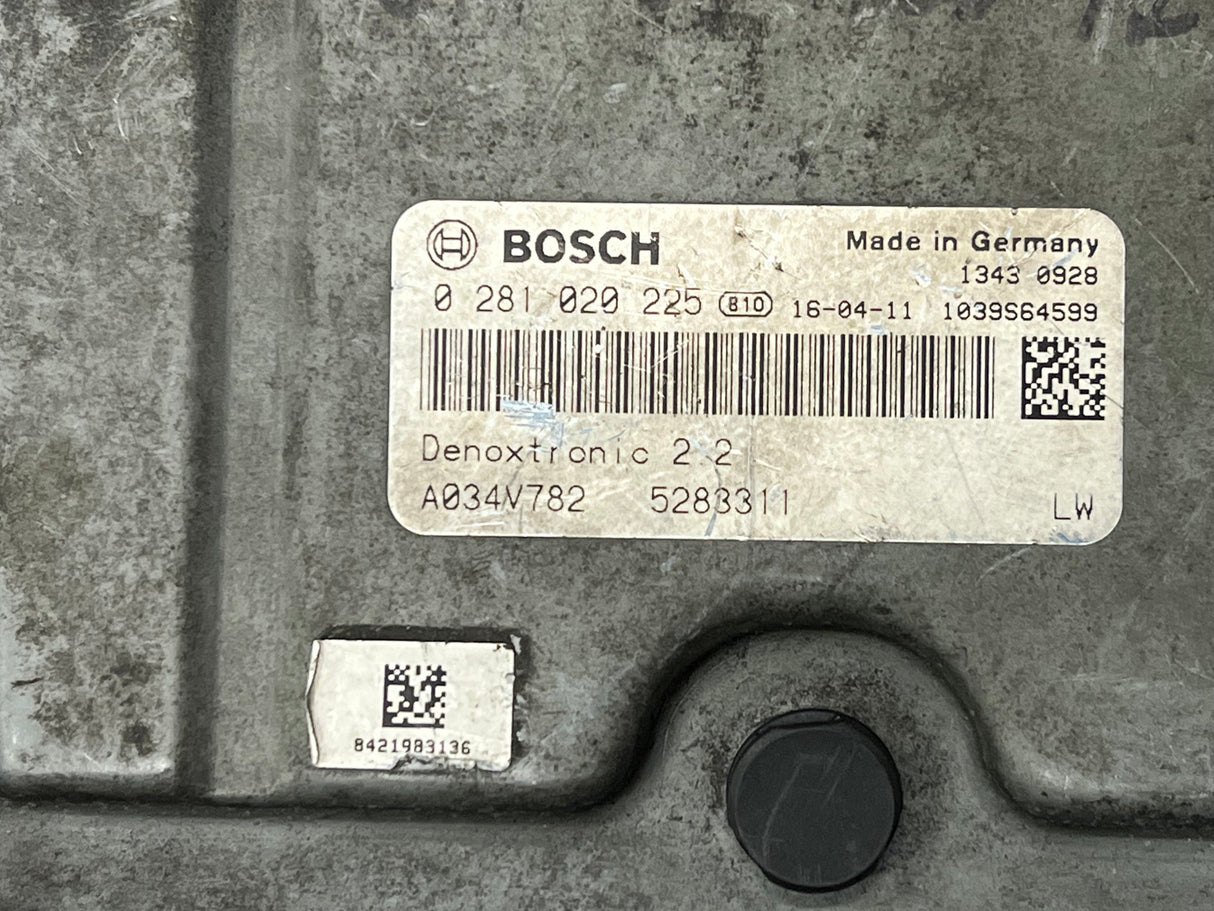 BOSCH Made in Germany
1343 0928
0 281 020 225 B10 16-04-11 1039S64599
Denoxtronic 2.2
A034V782 5283311 LW
8421983136